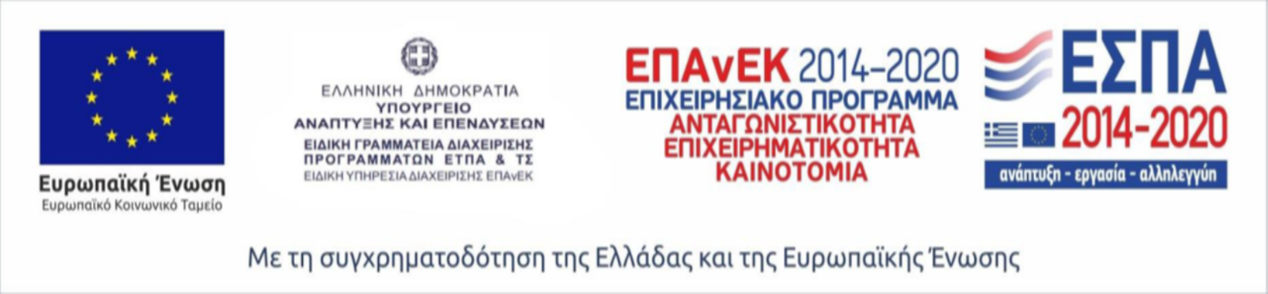 Ευρωπαϊκή Ένωση
Ευρωπαϊκό Κοινωνικό Ταμείο
ΕΛΛΗΝΙΚΗ ΔΗΜΟΚΡΑΤΙΑ
ΥΠΟΥΡΓΕΙΟ
ΑΝΑΠΤΥΞΗΣ ΚΑΙ ΕΠΕΝΔΥΣΕΩΝ
ΕΙΔΙΚΗ ΓΡΑΜΜΑΤΕΙΑ ΔΙΑΧΕΙΡΙΣΗΣ
ΠΡΟΓΡΑΜΜΑΤΩΝ ΕΤΠΑ & ΤΣ
ΕΙΔΙΚΗ ΥΠΗΡΕΣΙΑ ΔΙΑΧΕΙΡΙΣΗΣ ΕΠΑνΕΚ
ΕΠΑνΕΚ 2014–2020
ΕΠΙΧΕΙΡΗΣΙΑΚΟ ΠΡΟΓΡΑΜΜΑ
ΑΝΤΑΓΩΝΙΣΤΙΚΟΤΗΤΑ
ΕΠΙΧΕΙΡΗΜΑΤΙΚΟΤΗΤΑ
ΚΑΙΝΟΤΟΜΙΑ
ΕΣΠΑ
2014-2020
ανάπτυξη - εργασία - αλληλεγγύη
Με τη συγχρηματοδότηση της Ελλάδας και της Ευρωπαϊκής Ένωσης